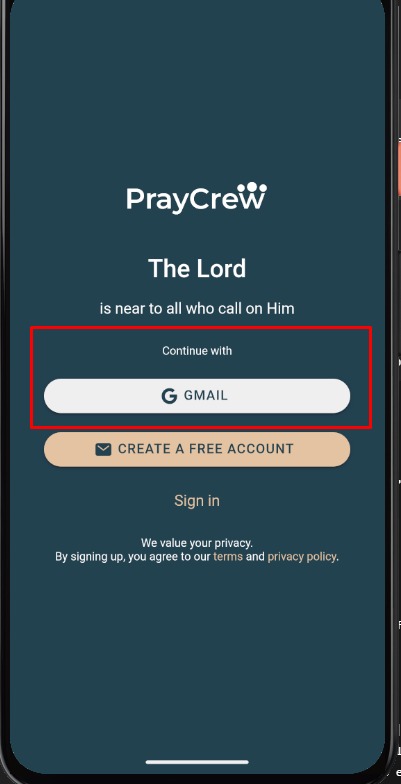 PrayCrew
The Lord
is near to all who call on Him
Continue with
GMAIL
CREATE A FREE ACCOUNT
Sign in
We value your privacy.
By signing up, you agree to our terms and privacy policy.